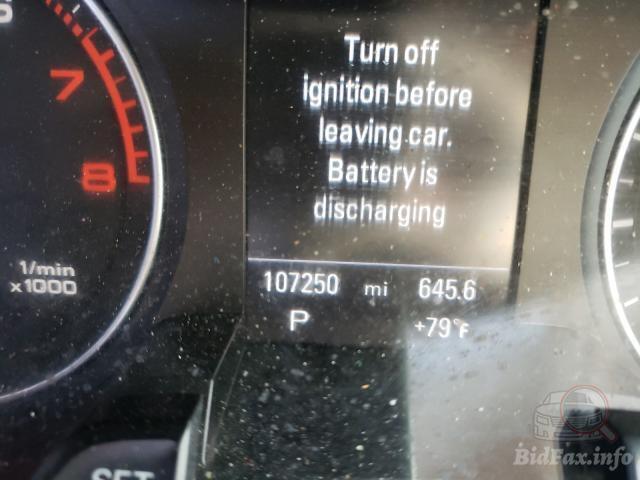 Turn off
ignition before
leaving car.
Battery is
discharging
7
8
1/min
x1000
107250 mi 645.6
P +79°F
SET
BidFax.info